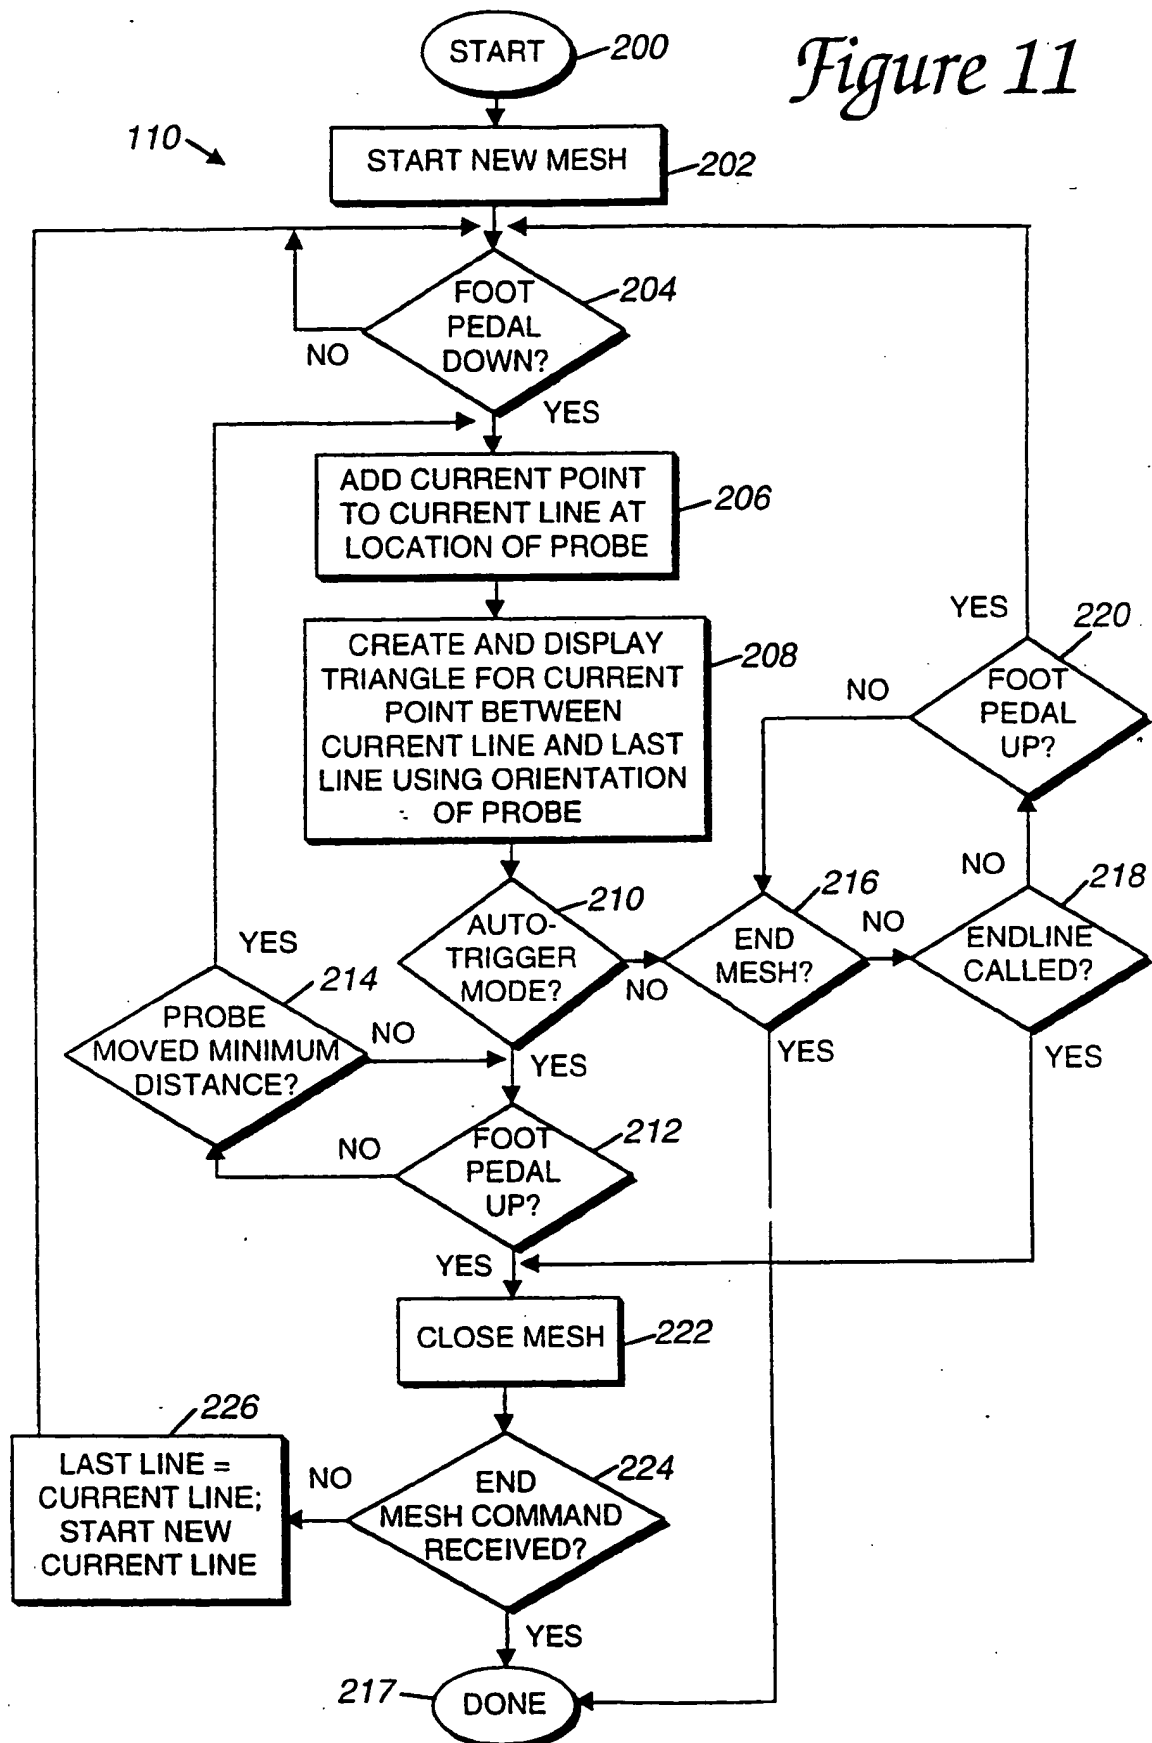 Figure 11
START
200
110
START NEW MESH
202
FOOT
PEDAL
DOWN?
204
NO
YES
ADD CURRENT POINT
TO CURRENT LINE AT
LOCATION OF PROBE
206
CREATE AND DISPLAY
TRIANGLE FOR CURRENT
POINT BETWEEN
CURRENT LINE AND LAST
LINE USING ORIENTATION
OF PROBE
208
YES
220
FOOT
PEDAL
UP?
NO
NO
AUTO-
TRIGGER
MODE?
210
NO
END
MESH?
216
NO
YES
ENDLINE
CALLED?
218
YES
YES
PROBE
MOVED MINIMUM
DISTANCE?
214
NO
YES
FOOT
PEDAL
UP?
212
NO
YES
CLOSE MESH
222
226
LAST LINE =
CURRENT LINE;
START NEW
CURRENT LINE
NO
END
MESH COMMAND
RECEIVED?
224
YES
217
DONE